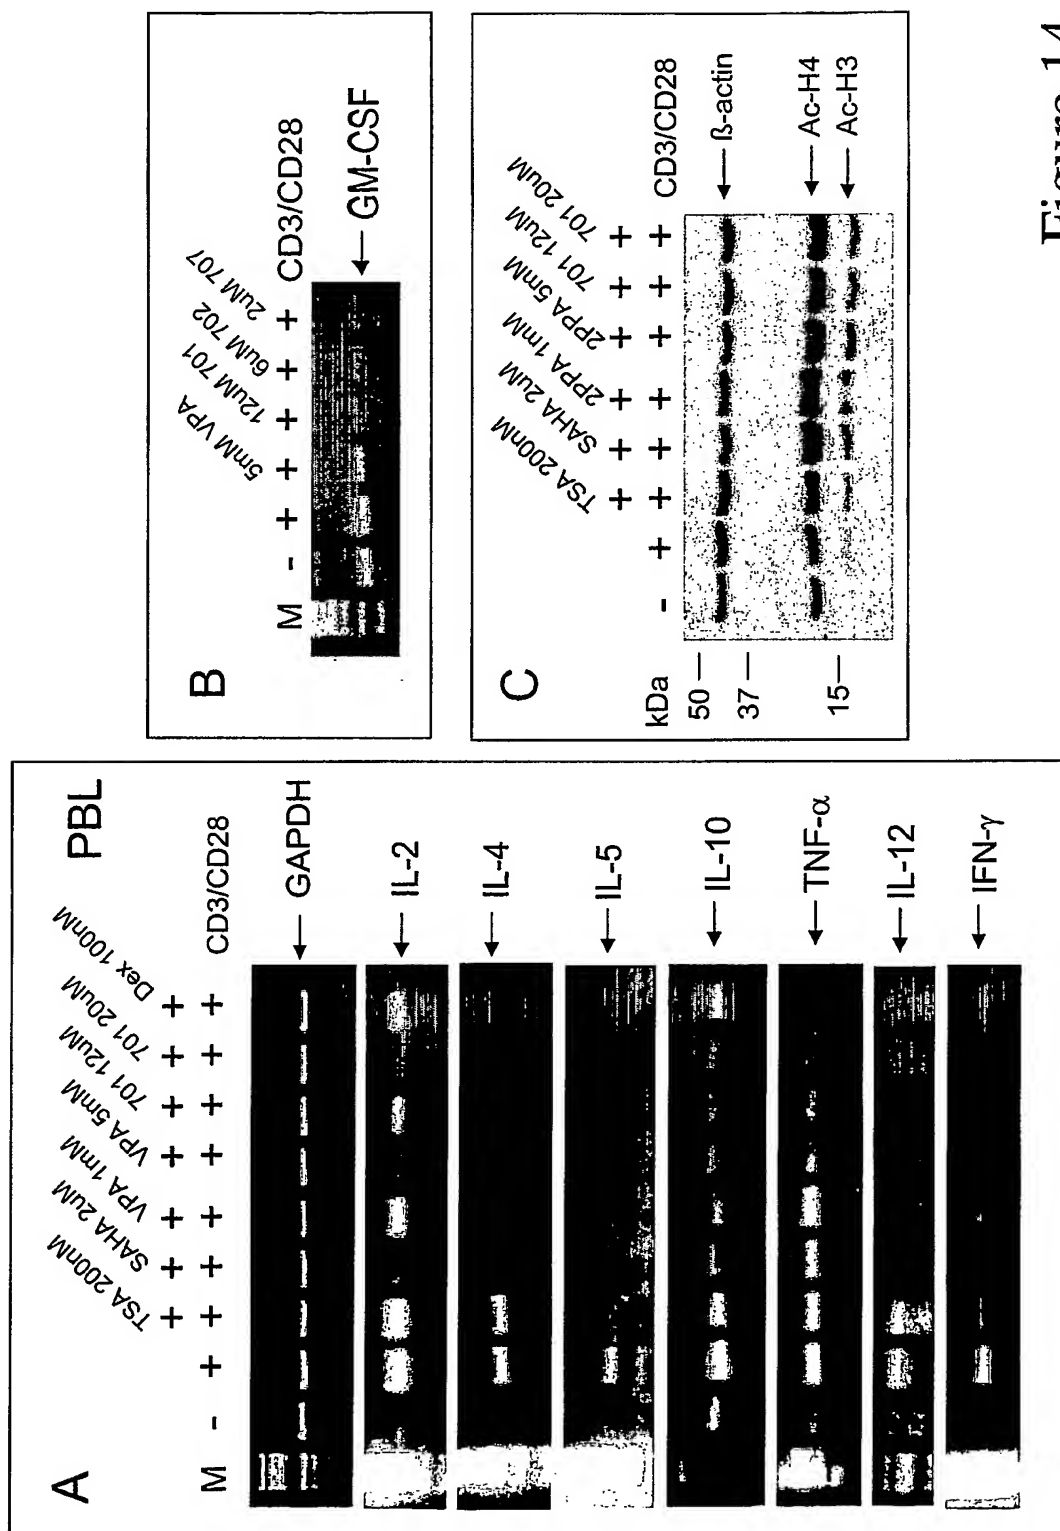 A
PBL
TSA 200nM
SAHA 2uM
VPA 1mM
VPA 5mM
701 12uM
701 20uM
Dex 100nM
+ + + + + + +
M - + + + + + + + + CD3/CD28
GAPDH
IL-2
IL-4
IL-5
IL-10
TNF-α
IL-12
IFN-γ
B
5mM VPA
12uM 701
6uM 702
2uM 707
M - + + + + + CD3/CD28
GM-CSF
C
TSA 200nM
SAHA 2uM
2PPA 1mM
2PPA 5mM
701 12uM
701 20uM
+ + + + + +
kDa - + + + + + + + CD3/CD28
50
37
15
ß-actin
Ac-H4
Ac-H3
Figure 14